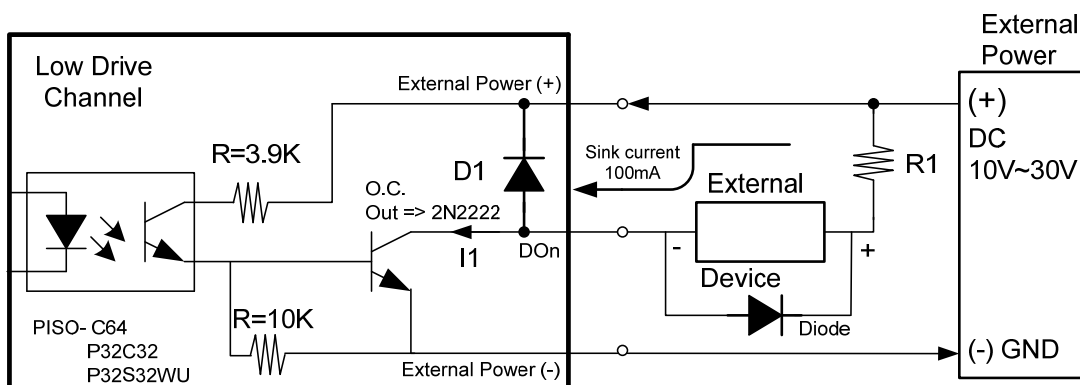 External
Power
Low Drive
Channel
External Power (+)
(+)
DC
10V~30V
R=3.9K
D1
Sink current
100mA
R1
External
O.C.
Out => 2N2222
I1
DOn
-
+
Device
Diode
R=10K
PISO- C64
P32C32
P32S32WU
External Power (-)
(-) GND